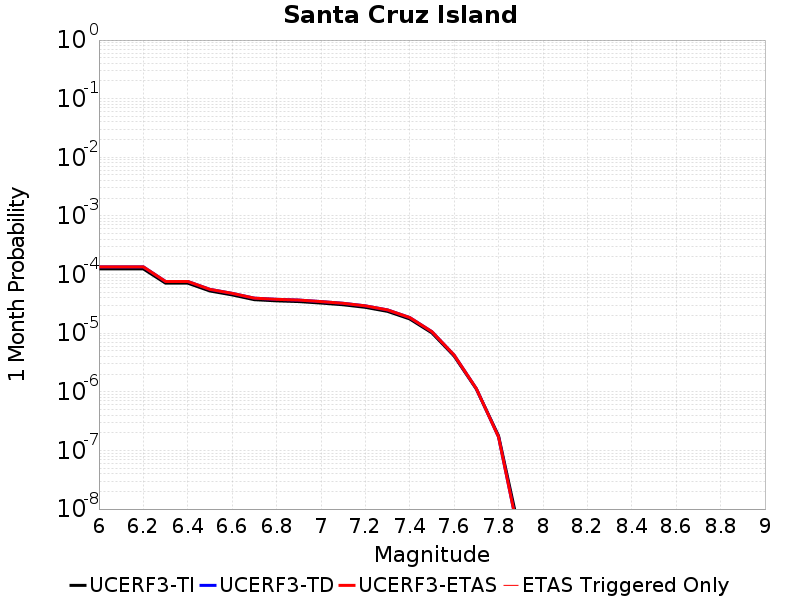 Santa Cruz Island
10^0
10^-1
10^-2
10^-3
10^-4
10^-5
10^-6
10^-7
10^-8
1 Month Probability
6 6.2 6.4 6.6 6.8 7 7.2 7.4 7.6 7.8 8 8.2 8.4 8.6 8.8 9
Magnitude
UCERF3-TI UCERF3-TD UCERF3-ETAS ETAS Triggered Only